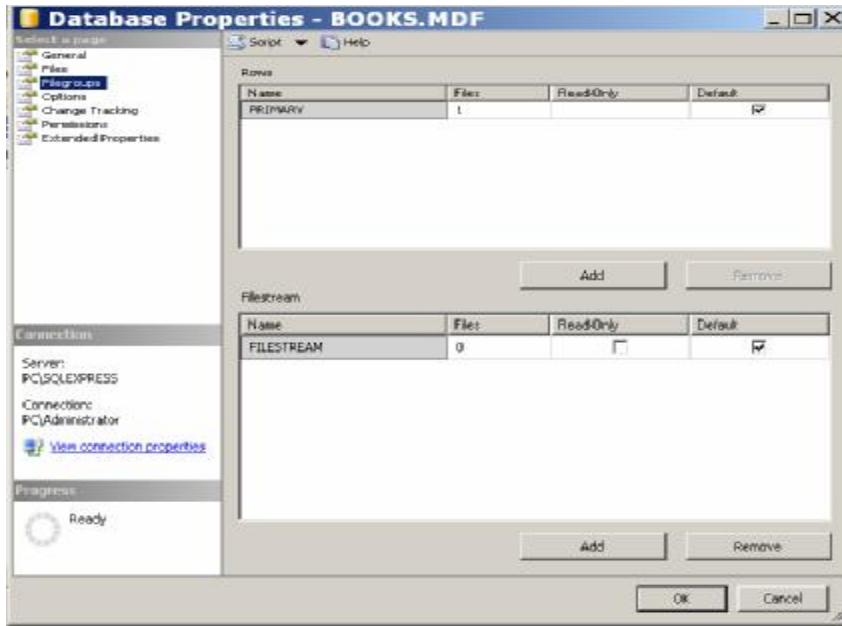 Database Properties - BOOKS.MDF
Select a page
General
Files
Filegroups
Options
Change Tracking
Permissions
Extended Properties
Script
Help
Rows
Name Files Read-Only Default
PRIMARY 1
Add Remove
Filestream
Name Files Read-Only Default
FILESTREAM 0
Add Remove
Connection
Server:
PC\SQLEXPRESS
Connection:
PC\Administrator
View connection properties
Progress
Ready
OK Cancel